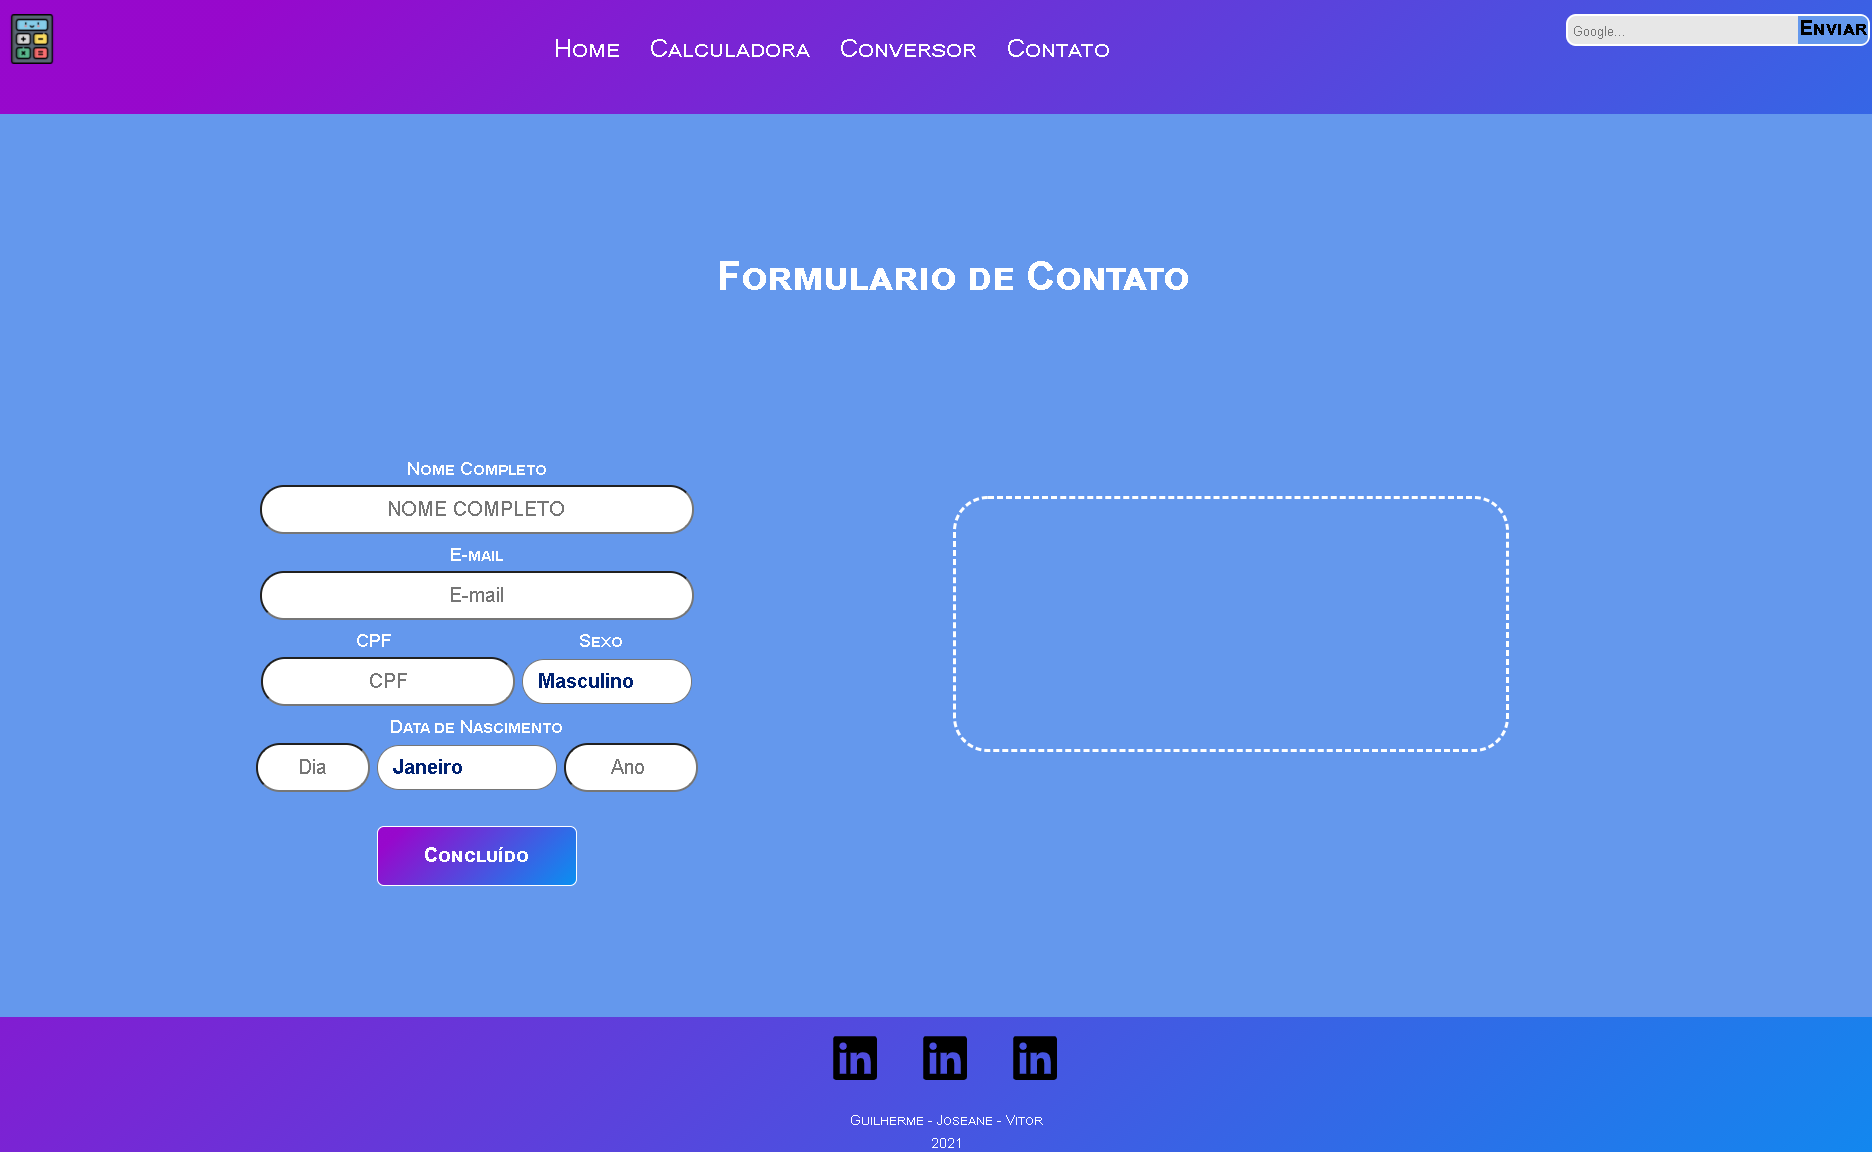 Home Calculadora Conversor Contato
Google... Enviar
Formulario de Contato
Nome Completo
NOME COMPLETO
E-mail
E-mail
CPF Sexo
CPF Masculino
Data de Nascimento
Dia Janeiro Ano
Concluído
in in in
Guilherme - Joseane - Vitor
2021